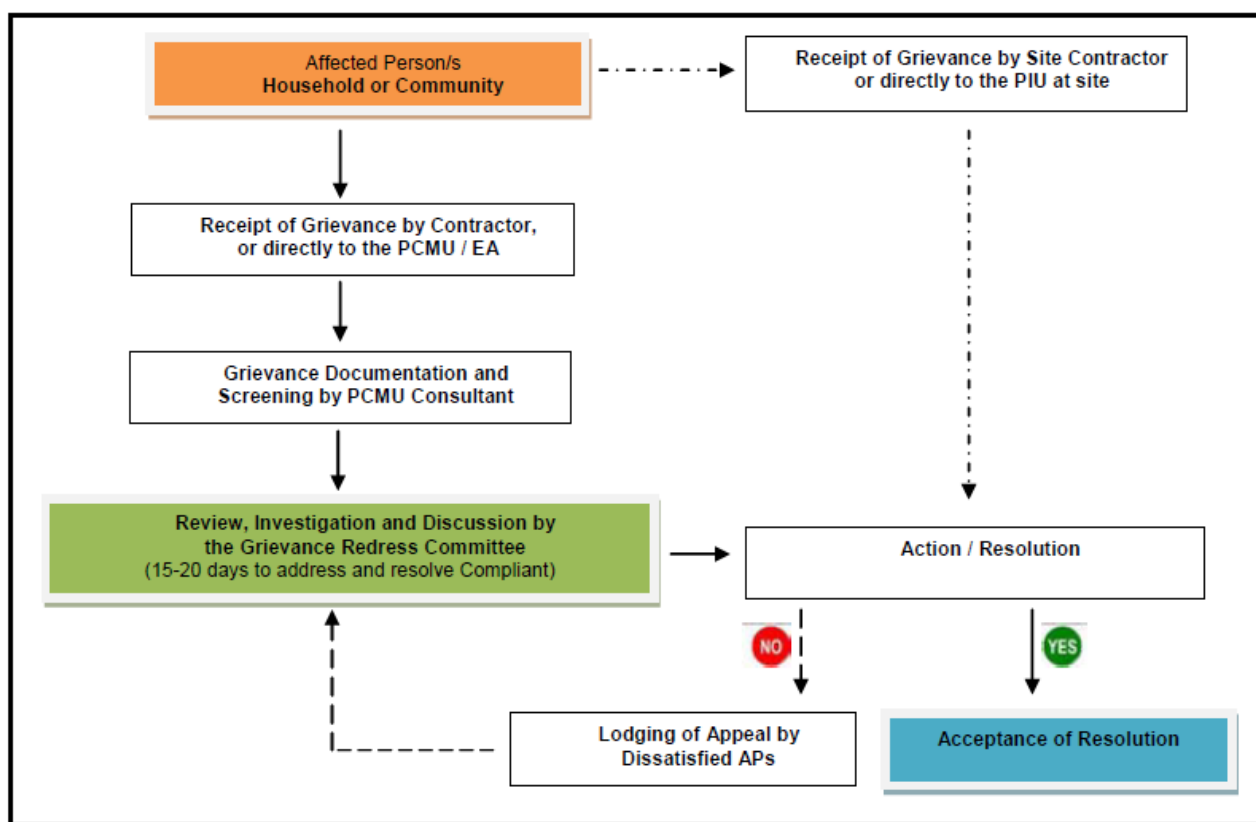 Affected Person/s
Household or Community
Receipt of Grievance by Site Contractor
or directly to the PIU at site
Receipt of Grievance by Contractor,
or directly to the PCMU / EA
Grievance Documentation and
Screening by PCMU Consultant
Review, Investigation and Discussion by
the Grievance Redress Committee
(15-20 days to address and resolve Compliant)
Action / Resolution
NO
YES
Lodging of Appeal by
Dissatisfied APs
Acceptance of Resolution